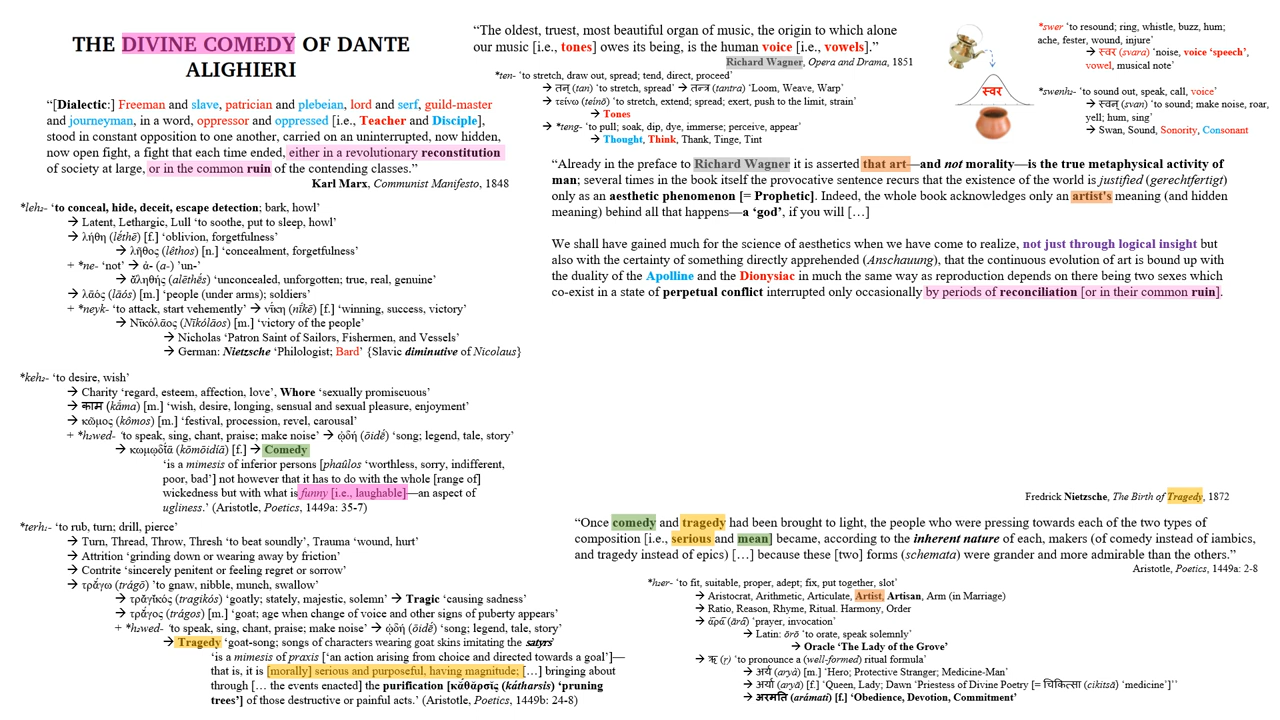 THE DIVINE COMEDY OF DANTE
ALIGHIERI
“[Dialectic:] Freeman and slave, patrician and plebeian, lord and serf, guild-master
and journeyman, in a word, oppressor and oppressed [i.e., Teacher and Disciple],
stood in constant opposition to one another, carried on an uninterrupted, now hidden,
now open fight, a fight that each time ended, either in a revolutionary reconstitution
of society at large, or in the common ruin of the contending classes.”
Karl Marx, Communist Manifesto, 1848
*leh₂- ‘to conceal, hide, deceit, escape detection; bark, howl’
→ Latent, Lethargic, Lull ‘to soothe, put to sleep, howl’
→ λήθη (lḗthē) [f.] ‘oblivion, forgetfulness’
→ λῆθος (lêthos) [n.] ‘concealment, forgetfulness’
+ *ne- ‘not’ → ἀ- (a-) ’un-’
→ ἄληθής (alēthḗs) ‘unconcealed, unforgotten; true, real, genuine’
→ λᾱός (lāós) [m.] ‘people (under arms); soldiers’
+ *neyk- ‘to attack, start vehemently’ → νί̄κη (nī́kē) [f.] ‘winning, success, victory’
→ Νῑκόλᾱος (Nīkólāos) [m.] ‘victory of the people’
→ Nicholas ‘Patron Saint of Sailors, Fishermen, and Vessels’
→ German: Nietzsche ‘Philologist; Bard’ {Slavic diminutive of Nicolaus}
*keh₂- ‘to desire, wish’
→ Charity ‘regard, esteem, affection, love’, Whore ‘sexually promiscuous’
→ काम (kā́ma) [m.] ‘wish, desire, longing, sensual and sexual pleasure, enjoyment’
→ κῶμος (kômos) [m.] ‘festival, procession, revel, carousal’
+ *h₂wed- ‘to speak, sing, chant, praise; make noise’ → ᾠδή (ōidḗ) ‘song; legend, tale, story’
→ κωμῳδῐ́ᾱ (kōmōidíā) [f.] → Comedy
‘is a mimesis of inferior persons [phaûlos ‘worthless, sorry, indifferent,
poor, bad’] not however that it has to do with the whole [range of]
wickedness but with what is funny [i.e., laughable]—an aspect of
ugliness.’ (Aristotle, Poetics, 1449a: 35-7)
*terh₁- ‘to rub, turn; drill, pierce’
→ Turn, Thread, Throw, Thresh ‘to beat soundly’, Trauma ‘wound, hurt’
→ Attrition ‘grinding down or wearing away by friction’
→ Contrite ‘sincerely penitent or feeling regret or sorrow’
→ τρᾰ́γω (trágō) ‘to gnaw, nibble, munch, swallow’
→ τρᾰγῐκός (tragikós) ‘goatly; stately, majestic, solemn’ → Tragic ‘causing sadness’
→ τρᾰ́γος (trágos) [m.] ‘goat; age when change of voice and other signs of puberty appears’
+ *h₂wed- ‘to speak, sing, chant, praise; make noise’ → ᾠδή (ōidḗ) ‘song; legend, tale, story’
→ Tragedy ‘goat-song; songs of characters wearing goat skins imitating the satyrs’
‘is a mimesis of praxis [‘an action arising from choice and directed towards a goal’]—
that is, it is [morally] serious and purposeful, having magnitude; […] bringing about
through [… the events enacted] the purification [κᾰ́θᾰρσῐς (kátharsis) ‘pruning
trees’] of those destructive or painful acts.’ (Aristotle, Poetics, 1449b: 24-8)
“The oldest, truest, most beautiful organ of music, the origin to which alone
our music [i.e., tones] owes its being, is the human voice [i.e., vowels].”
Richard Wagner, Opera and Drama, 1851
*ten- ‘to stretch, draw out, spread; tend, direct, proceed’
→ तन् (tan) ‘to stretch, spread’ → तन्त्र (tantra) ‘Loom, Weave, Warp’
→ τείνω (teínō) ‘to stretch, extend; spread; exert, push to the limit, strain’
→ Tones
→ *teng- ‘to pull; soak, dip, dye, immerse; perceive, appear’
→ Thought, Think, Thank, Tinge, Tint
स्वर
*swer ‘to resound; ring, whistle, buzz, hum;
ache, fester, wound, injure’
→ स्वर (svara) ‘noise, voice ‘speech’,
vowel, musical note’
*swenh₂- ‘to sound out, speak, call, voice’
→ स्वन् (svan) ‘to sound; make noise, roar,
yell; hum, sing’
→ Swan, Sound, Sonority, Consonant
“Already in the preface to Richard Wagner it is asserted that art—and not morality—is the true metaphysical activity of
man; several times in the book itself the provocative sentence recurs that the existence of the world is justified (gerechtfertigt)
only as an aesthetic phenomenon [= Prophetic]. Indeed, the whole book acknowledges only an artist's meaning (and hidden
meaning) behind all that happens—a ‘god’, if you will […]
We shall have gained much for the science of aesthetics when we have come to realize, not just through logical insight but
also with the certainty of something directly apprehended (Anschauung), that the continuous evolution of art is bound up with
the duality of the Apolline and the Dionysiac in much the same way as reproduction depends on there being two sexes which
co-exist in a state of perpetual conflict interrupted only occasionally by periods of reconciliation [or in their common ruin].
Fredrick Nietzsche, The Birth of Tragedy, 1872
“Once comedy and tragedy had been brought to light, the people who were pressing towards each of the two types of
composition [i.e., serious and mean] became, according to the inherent nature of each, makers (of comedy instead of iambics,
and tragedy instead of epics) […] because these [two] forms (schemata) were grander and more admirable than the others.”
Aristotle, Poetics, 1449a: 2-8
*h₂er- ‘to fit, suitable, proper, adept; fix, put together, slot’
→ Aristocrat, Arithmetic, Articulate, Artist, Artisan, Arm (in Marriage)
→ Ratio, Reason, Rhyme, Ritual. Harmony, Order
→ ᾱ̓ρᾱ́ (ārā́) ‘prayer, invocation’
→ Latin: ōrō ‘to orate, speak solemnly’
→ Oracle ‘The Lady of the Grove’
→ ऋ (ṛ) ‘to pronounce a (well-formed) ritual formula’
→ अर्य (aryà) [m.] ‘Hero; Protective Stranger; Medicine-Man’
→ अर्या (aryā) [f.] ‘Queen, Lady; Dawn ‘Priestess of Divine Poetry [= चिकित्सा (cikitsā) ‘medicine’]’’
→ अरमति (arámati) [f.] ‘Obedience, Devotion, Commitment’